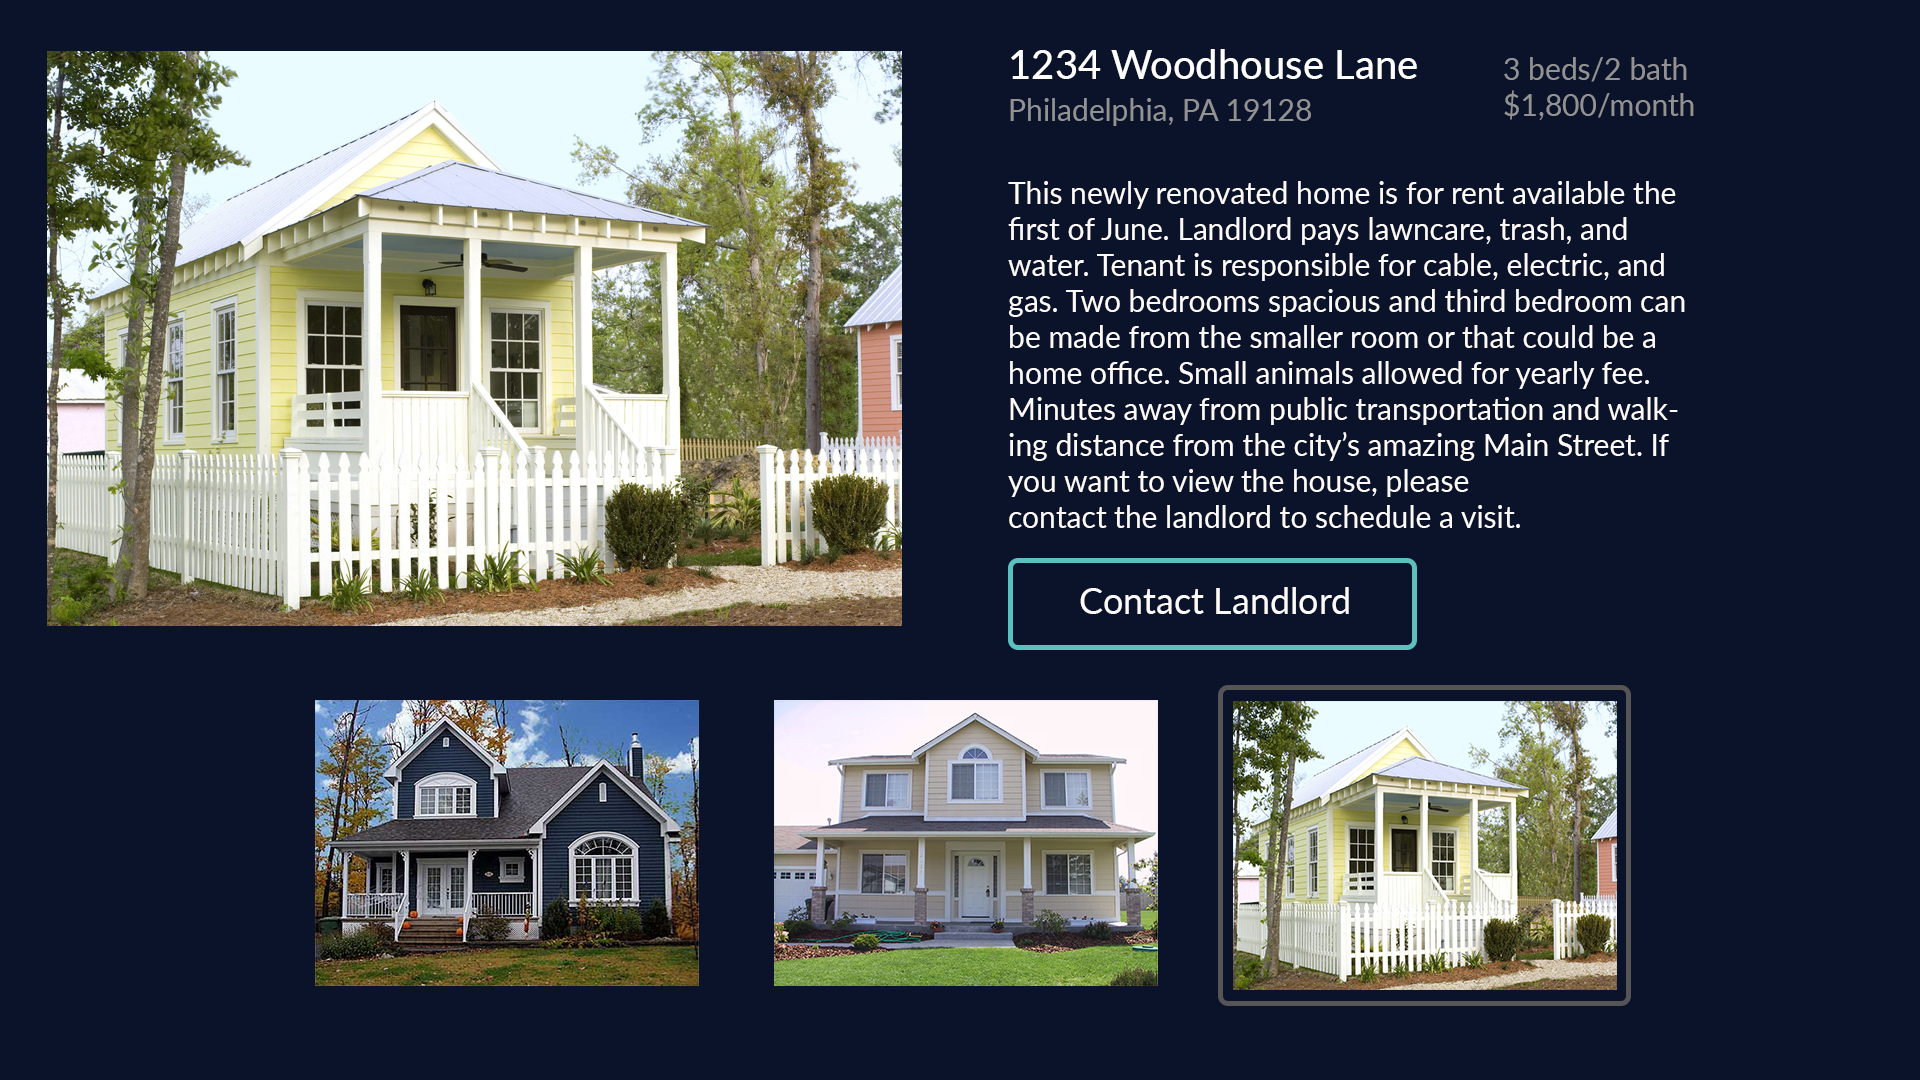 1234 Woodhouse Lane
Philadelphia, PA 19128
3 beds/2 bath
$1,800/month
This newly renovated home is for rent available the
first of June. Landlord pays lawncare, trash, and
water. Tenant is responsible for cable, electric, and
gas. Two bedrooms spacious and third bedroom can
be made from the smaller room or that could be a
home office. Small animals allowed for yearly fee.
Minutes away from public transportation and walk-
ing distance from the city’s amazing Main Street. If
you want to view the house, please
contact the landlord to schedule a visit.
Contact Landlord